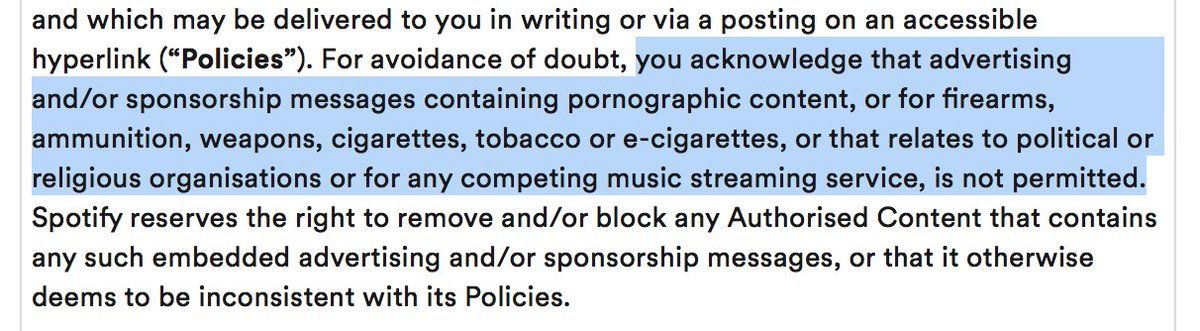 and which may be delivered to you in writing or via a posting on an accessible
hyperlink (“Policies”). For avoidance of doubt, you acknowledge that advertising
and/or sponsorship messages containing pornographic content, or for firearms,
ammunition, weapons, cigarettes, tobacco or e-cigarettes, or that relates to political or
religious organisations or for any competing music streaming service, is not permitted.
Spotify reserves the right to remove and/or block any Authorised Content that contains
any such embedded advertising and/or sponsorship messages, or that it otherwise
deems to be inconsistent with its Policies.